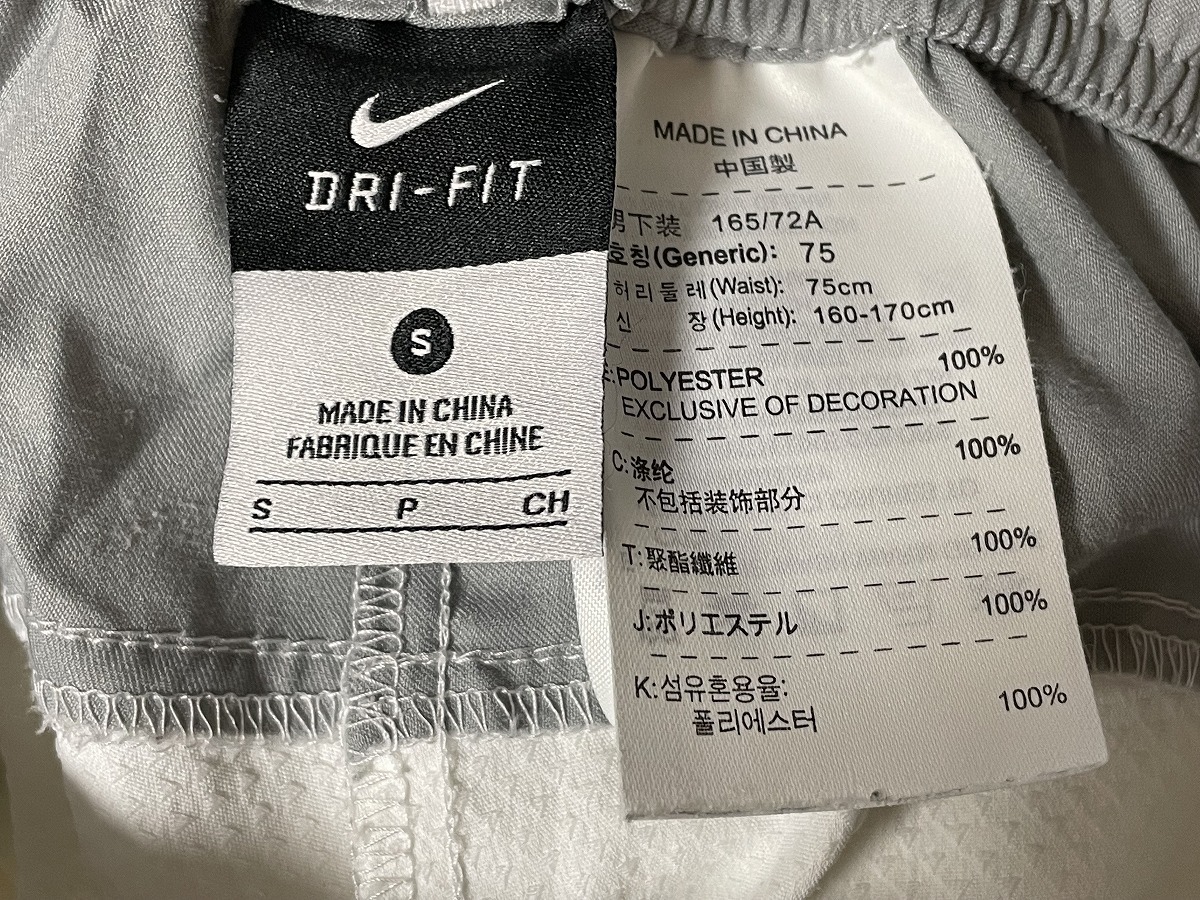 DRI-FIT
S
MADE IN CHINA
FABRIQUE EN CHINE
S P CH
MADE IN CHINA
中国製
男下装 165/72A
호칭(Generic): 75
허리둘레(Waist): 75cm
신 장(Height): 160-170cm
E:POLYESTER 100%
EXCLUSIVE OF DECORATION
C:涤纶 100%
不包括装饰部分
T:聚酯纖維 100%
J:ポリエステル 100%
K:섬유혼용율:
폴리에스터 100%